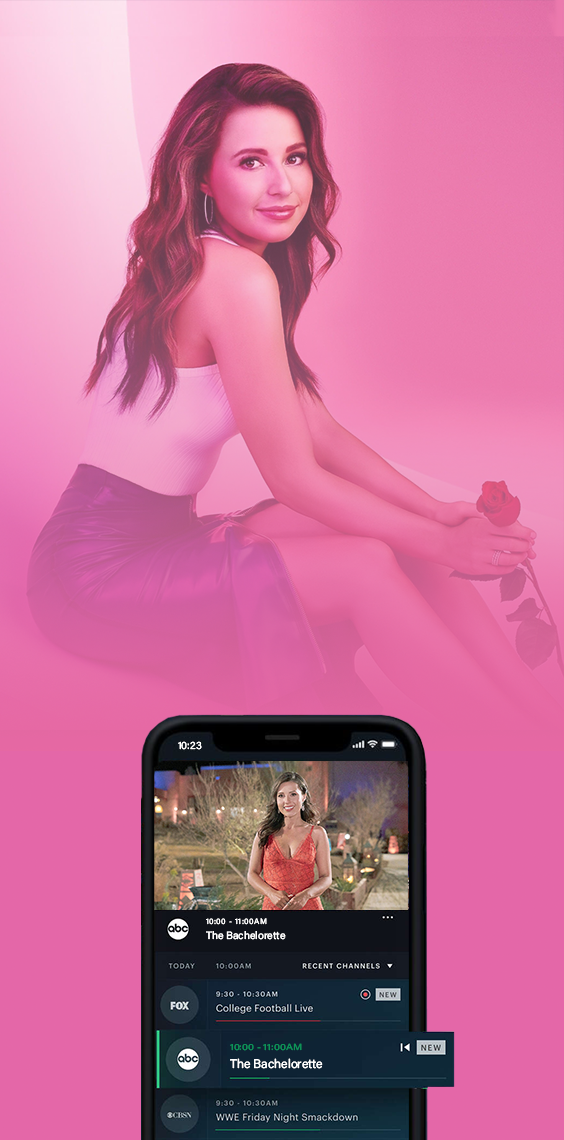 10:23
abc
10:00 - 11:00AM
The Bachelorette
TODAY 10:00AM RECENT CHANNELS
FOX
9:30 - 10:30AM NEW
College Football Live
abc
10:00 - 11:00AM NEW
The Bachelorette
CBSN
9:30 - 10:30AM
WWE Friday Night Smackdown